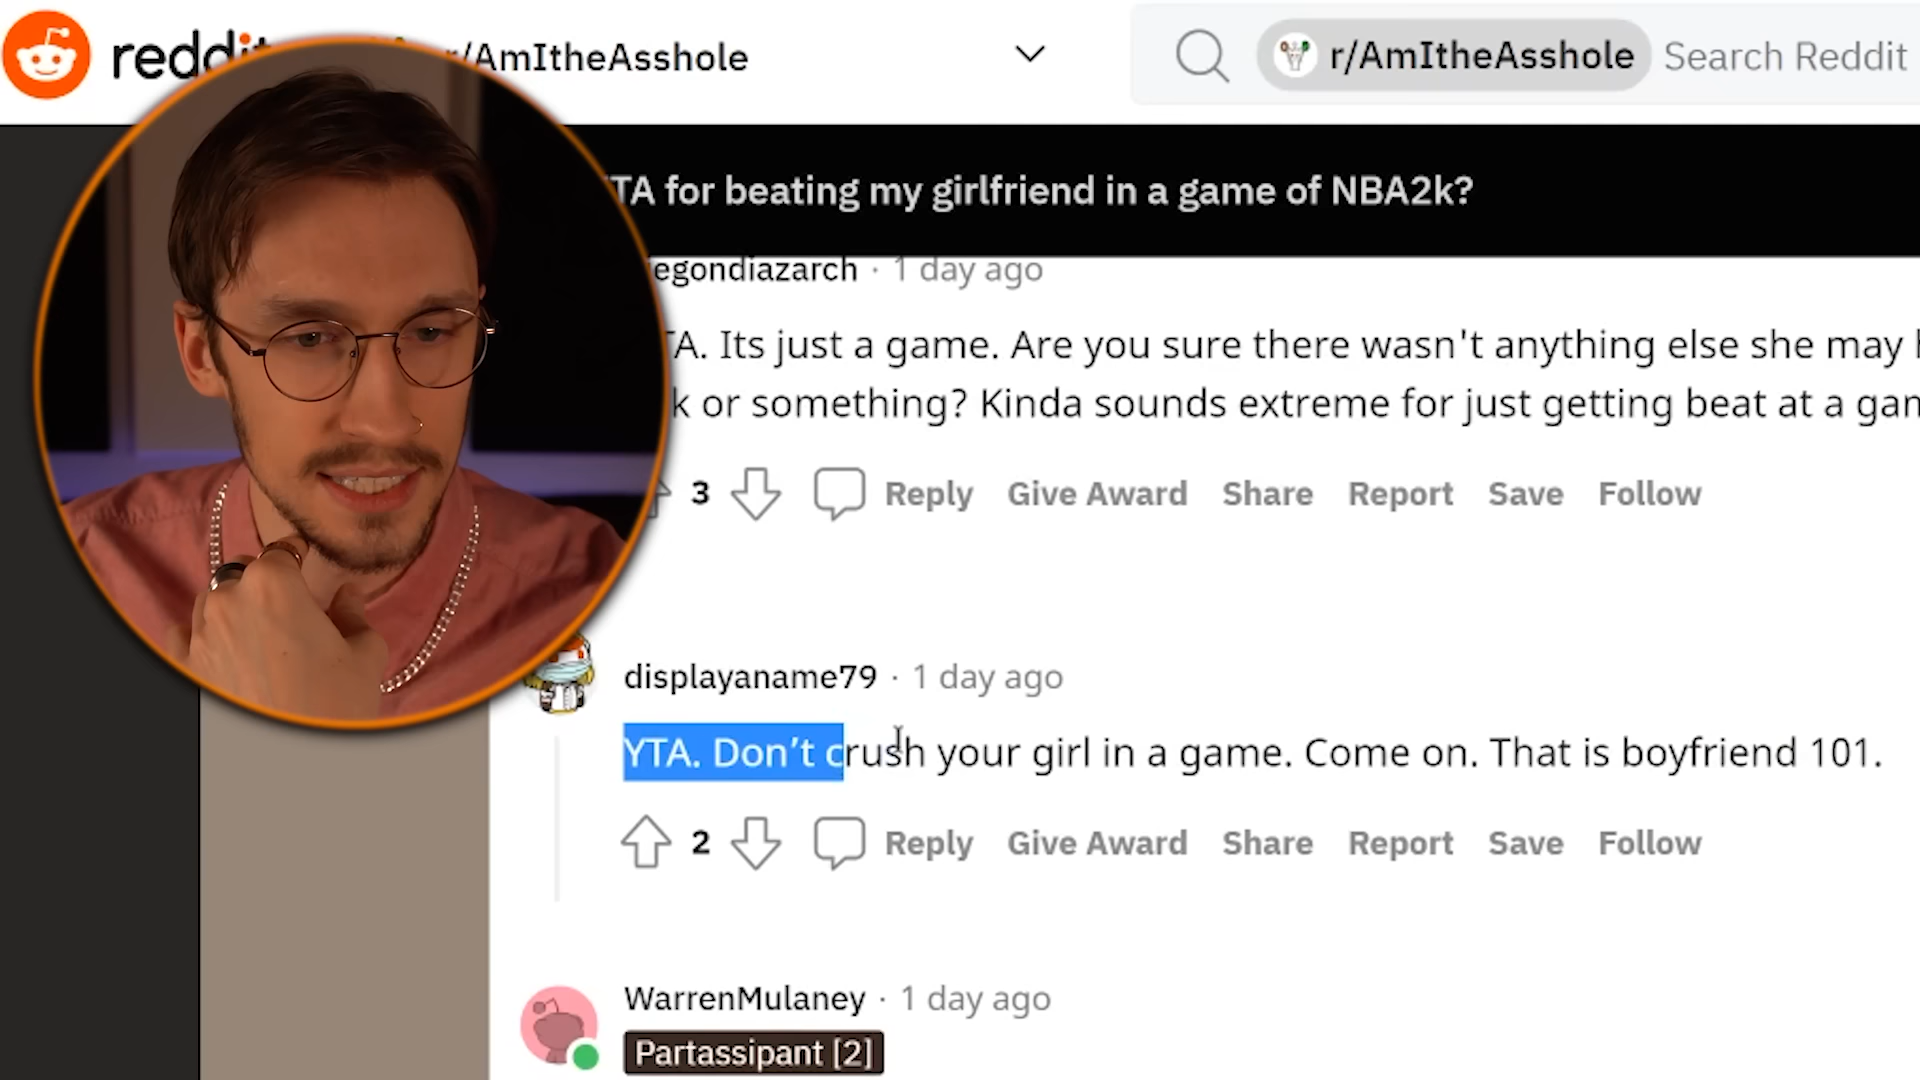 reddit r/AmItheAsshole r/AmItheAsshole Search Reddit
TA for beating my girlfriend in a game of NBA2k?
egondiazarch · 1 day ago
TA. Its just a game. Are you sure there wasn't anything else she may
k or something? Kinda sounds extreme for just getting beat at a gam
3 Reply Give Award Share Report Save Follow
displayaname79 · 1 day ago
YTA. Don’t crush your girl in a game. Come on. That is boyfriend 101.
2 Reply Give Award Share Report Save Follow
WarrenMulaney · 1 day ago
Partassipant [2]